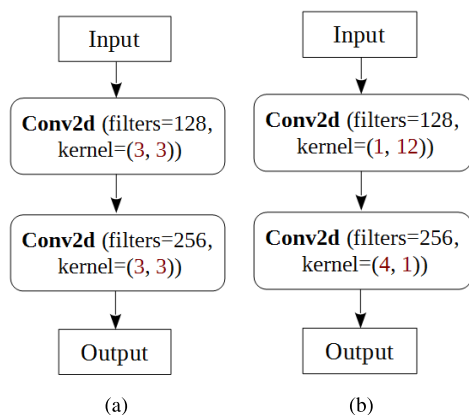 Input
Conv2d (filters=128,
kernel=(3, 3))
Conv2d (filters=256,
kernel=(3, 3))
Output
(a)
Input
Conv2d (filters=128,
kernel=(1, 12))
Conv2d (filters=256,
kernel=(4, 1))
Output
(b)